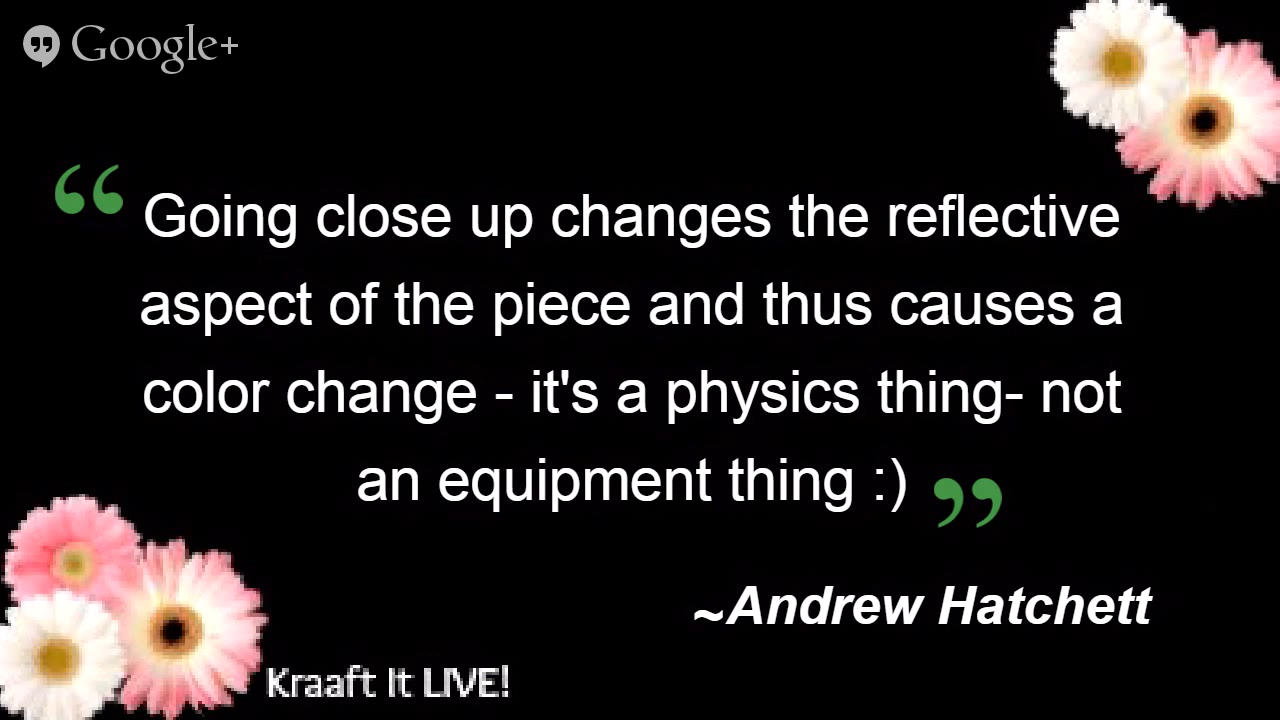 Google+
“ Going close up changes the reflective
aspect of the piece and thus causes a
color change - it's a physics thing- not
an equipment thing :) ”
~Andrew Hatchett
Kraaft It LIVE!